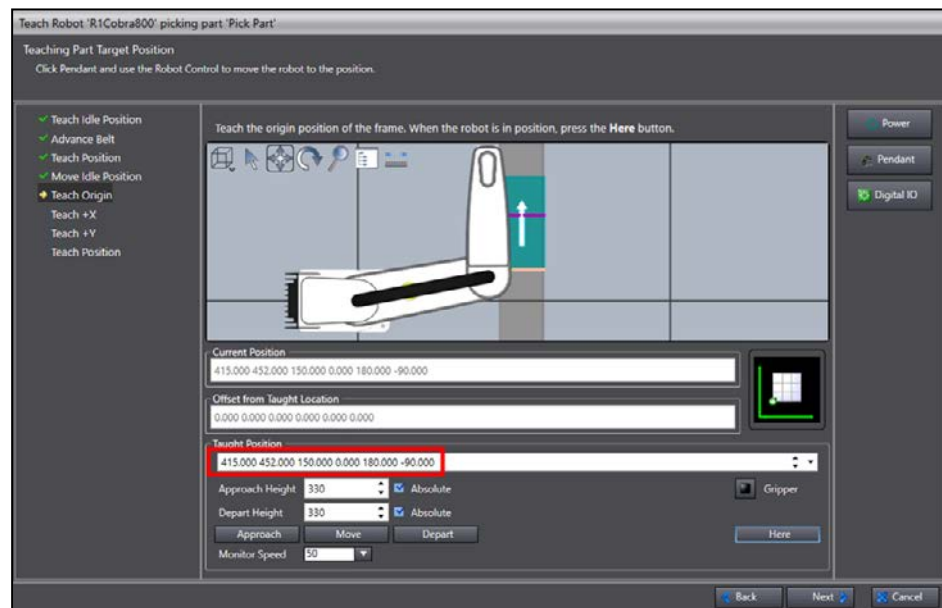 Teach Robot 'R1Cobra800' picking part 'Pick Part'
Teaching Part Target Position
Click Pendant and use the Robot Control to move the robot to the position.
Teach Idle Position
Advance Belt
Teach Position
Move Idle Position
Teach Origin
Teach +X
Teach +Y
Teach Position
Teach the origin position of the frame. When the robot is in position, press the Here button.
Current Position
415.000 452.000 150.000 0.000 180.000 -90.000
Offset from Taught Location
0.000 0.000 0.000 0.000 0.000 0.000
Taught Position
415.000 452.000 150.000 0.000 180.000 -90.000
Approach Height 330 Absolute
Gripper
Depart Height 330 Absolute
Approach Move Depart
Here
Monitor Speed 50
Power
Pendant
Digital IO
Back Next Cancel